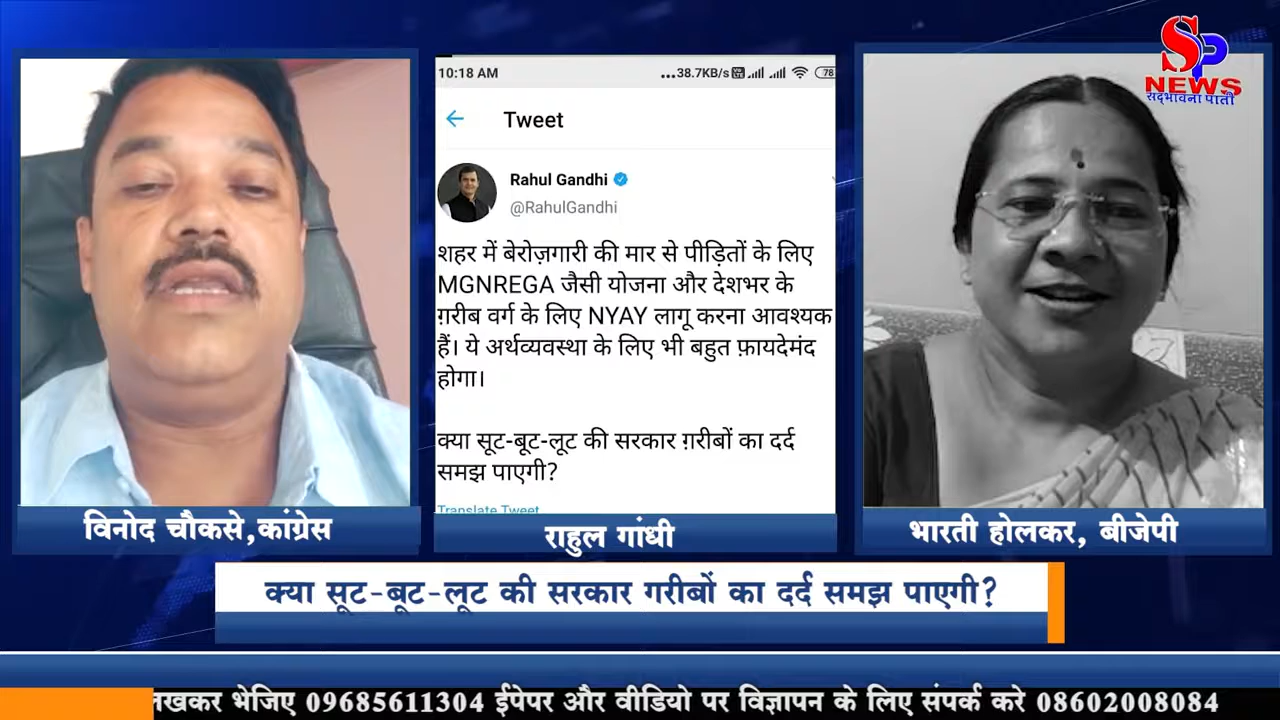 SP
NEWS
सद्भावना पाती
10:18 AM
...38.7KB/s
78
Tweet
Rahul Gandhi
@RahulGandhi
शहर में बेरोज़गारी की मार से पीड़ितों के लिए
MGNREGA जैसी योजना और देशभर के
ग़रीब वर्ग के लिए NYAY लागू करना आवश्यक
हैं। ये अर्थव्यवस्था के लिए भी बहुत फ़ायदेमंद
होगा।
क्या सूट-बूट-लूट की सरकार ग़रीबों का दर्द
समझ पाएगी?
Translate Tweet
विनोद चौकसे,कांग्रेस
राहुल गांधी
भारती होलकर, बीजेपी
क्या सूट-बूट-लूट की सरकार गरीबों का दर्द समझ पाएगी?
भेजिए 09685611304 ईपेपर और वीडियो पर विज्ञापन के लिए संपर्क करे 08602008084